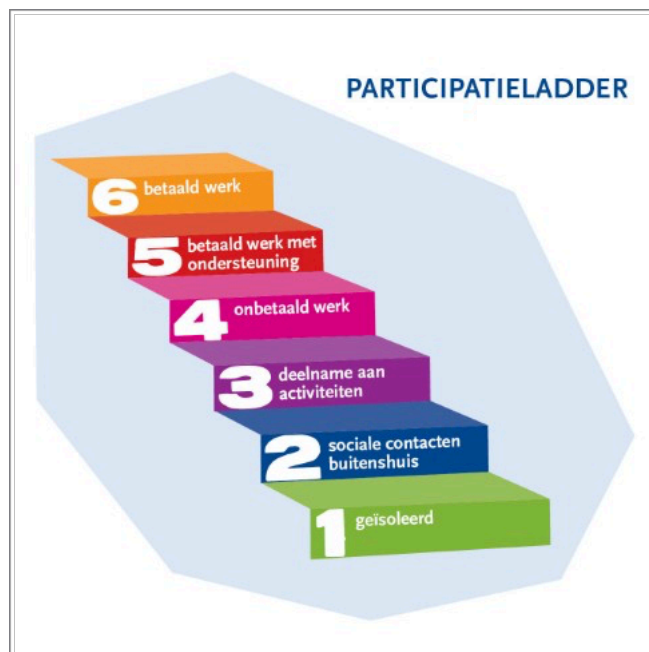 PARTICIPATIELADDER
6 betaald werk
5 betaald werk met
ondersteuning
4 onbetaald werk
3 deelname aan
activiteiten
2 sociale contacten
buitenshuis
1 geïsoleerd